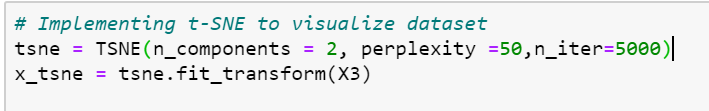 # Implementing t-SNE to visualize dataset
tsne = TSNE(n_components = 2, perplexity =50,n_iter=5000)
x_tsne = tsne.fit_transform(X3)